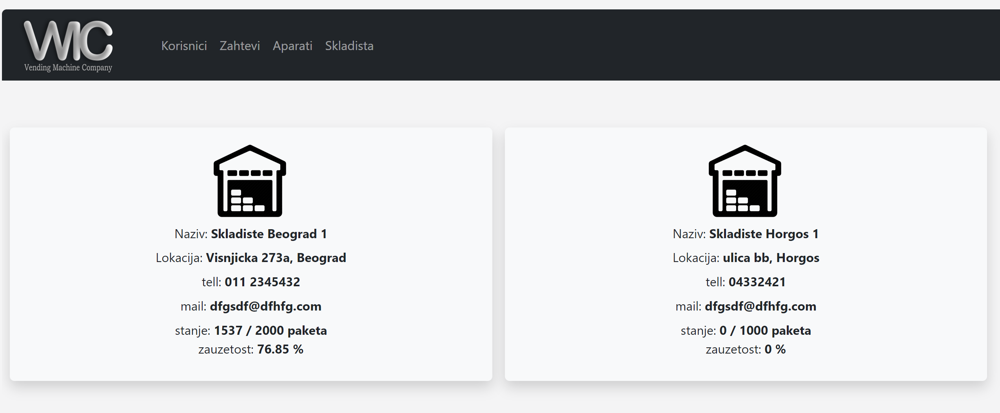 WIC
Vending Machine Company
Korisnici Zahtevi Aparati Skladista
Naziv: Skladiste Beograd 1
Lokacija: Visnjicka 273a, Beograd
tell: 011 2345432
mail: dfgsdf@dfhfg.com
stanje: 1537 / 2000 paketa
zauzetost: 76.85 %
Naziv: Skladiste Horgos 1
Lokacija: ulica bb, Horgos
tell: 04332421
mail: dfgsdf@dfhfg.com
stanje: 0 / 1000 paketa
zauzetost: 0 %